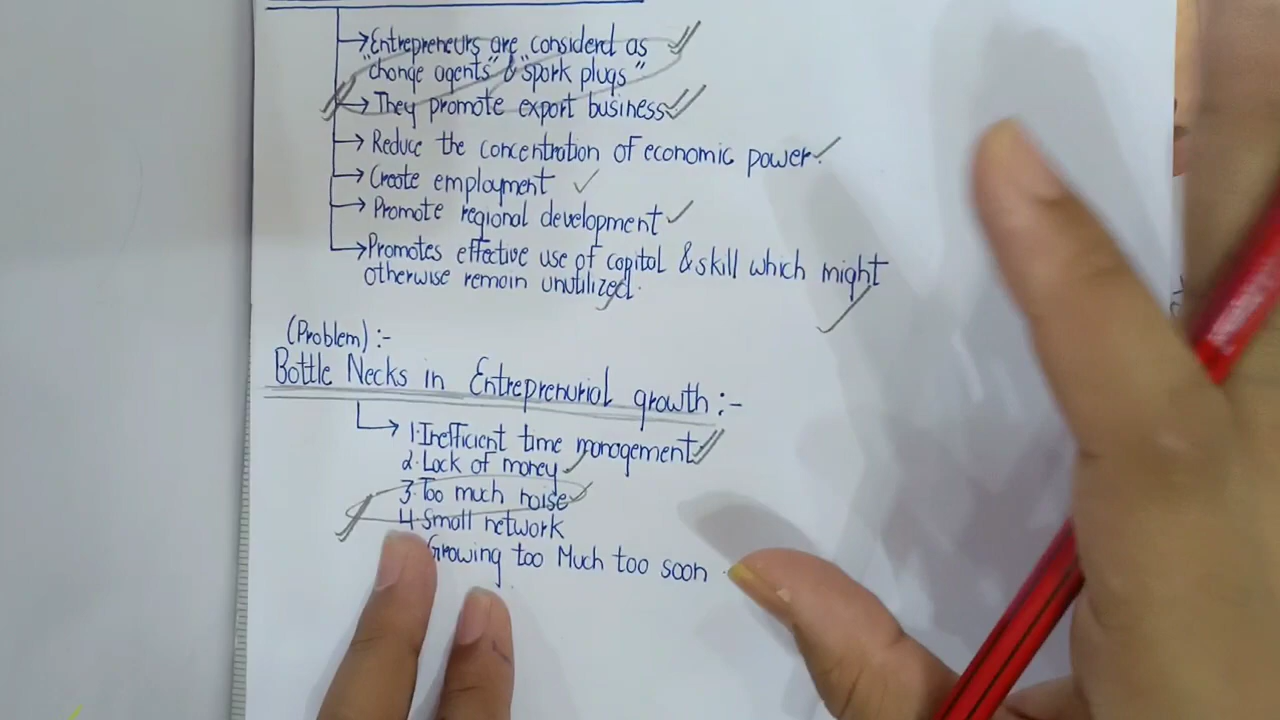 "Entrepreneurs are "considerd as
"change agents" & "spark plugs"
They promote export business
Reduce the concentration of economic power.
Create employment
Promote regional development
Promotes effective use of capital & skill which might
otherwise remain unutilized.
(Problem) :-
Bottle Necks in Entreprenurial growth :-
1. Inefficient time management
2. Lack of money
3. Too much noise
4. Small network
Growing too Much too soon